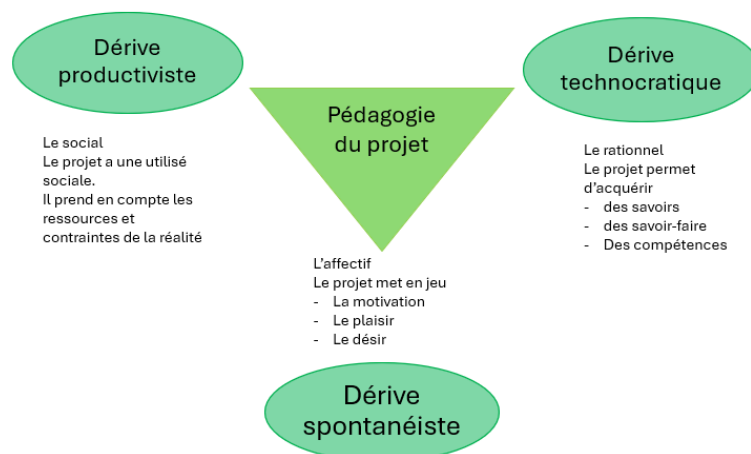 Dérive
productiviste
Pédagogie
du projet
Dérive
technocratique
Le social
Le projet a une utilisé
sociale.
Il prend en compte les
ressources et
contraintes de la réalité
Le rationnel
Le projet permet
d'acquérir
- des savoirs
- des savoir-faire
- Des compétences
L'affectif
Le projet met en jeu
- La motivation
- Le plaisir
- Le désir
Dérive
spontanéiste